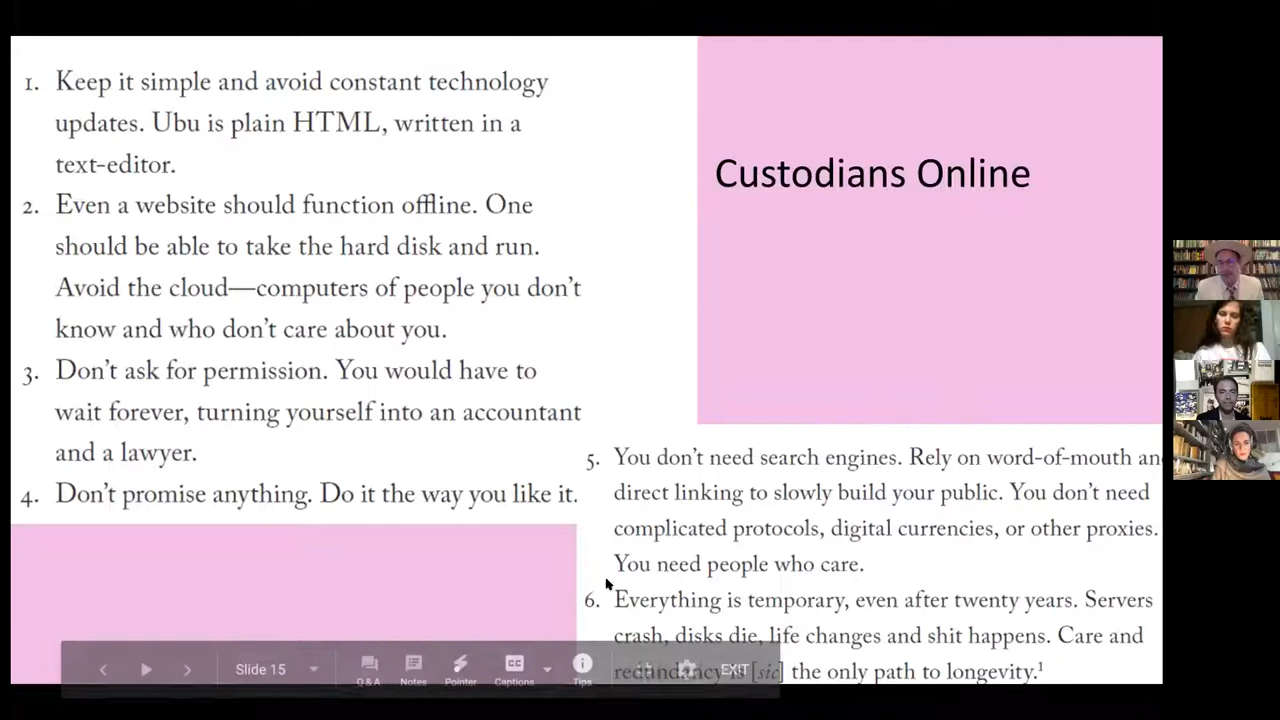 1. Keep it simple and avoid constant technology
updates. Ubu is plain HTML, written in a
text-editor.
2. Even a website should function offline. One
should be able to take the hard disk and run.
Avoid the cloud—computers of people you don't
know and who don't care about you.
3. Don't ask for permission. You would have to
wait forever, turning yourself into an accountant
and a lawyer.
4. Don't promise anything. Do it the way you like it.
Custodians Online
5. You don't need search engines. Rely on word-of-mouth an
direct linking to slowly build your public. You don't need
complicated protocols, digital currencies, or other proxies.
You need people who care.
6. Everything is temporary, even after twenty years. Servers
crash, disks die, life changes and shit happens. Care and
redundancy is [sic] the only path to longevity.¹
Slide 15
Q & A
Notes
Pointer
Captions
Tips
EXIT